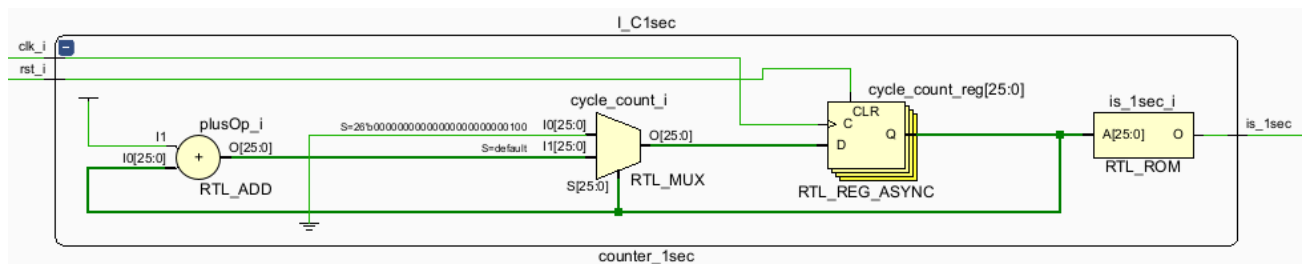 I_C1sec
clk_i
rst_i
cycle_count_reg[25:0]
cycle_count_i
is_1sec_i
CLR
plusOp_i
S=26'b00000000000000000000000100
I0[25:0]
C
A[25:0]
O
is_1sec
I1
O[25:0]
Q
I0[25:0]
+
O[25:0]
S=default
I1[25:0]
D
RTL_ROM
S[25:0]
RTL_MUX
RTL_ADD
RTL_REG_ASYNC
counter_1sec